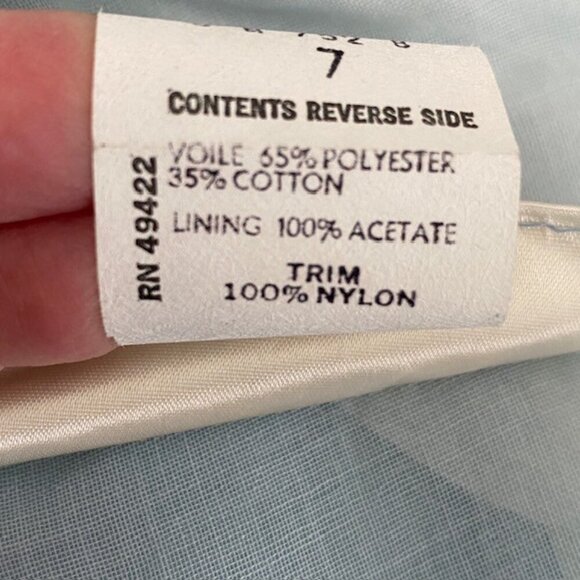 7
CONTENTS REVERSE SIDE
VOILE 65% POLYESTER
35% COTTON
LINING 100% ACETATE
TRIM
100% NYLON
RN 49422